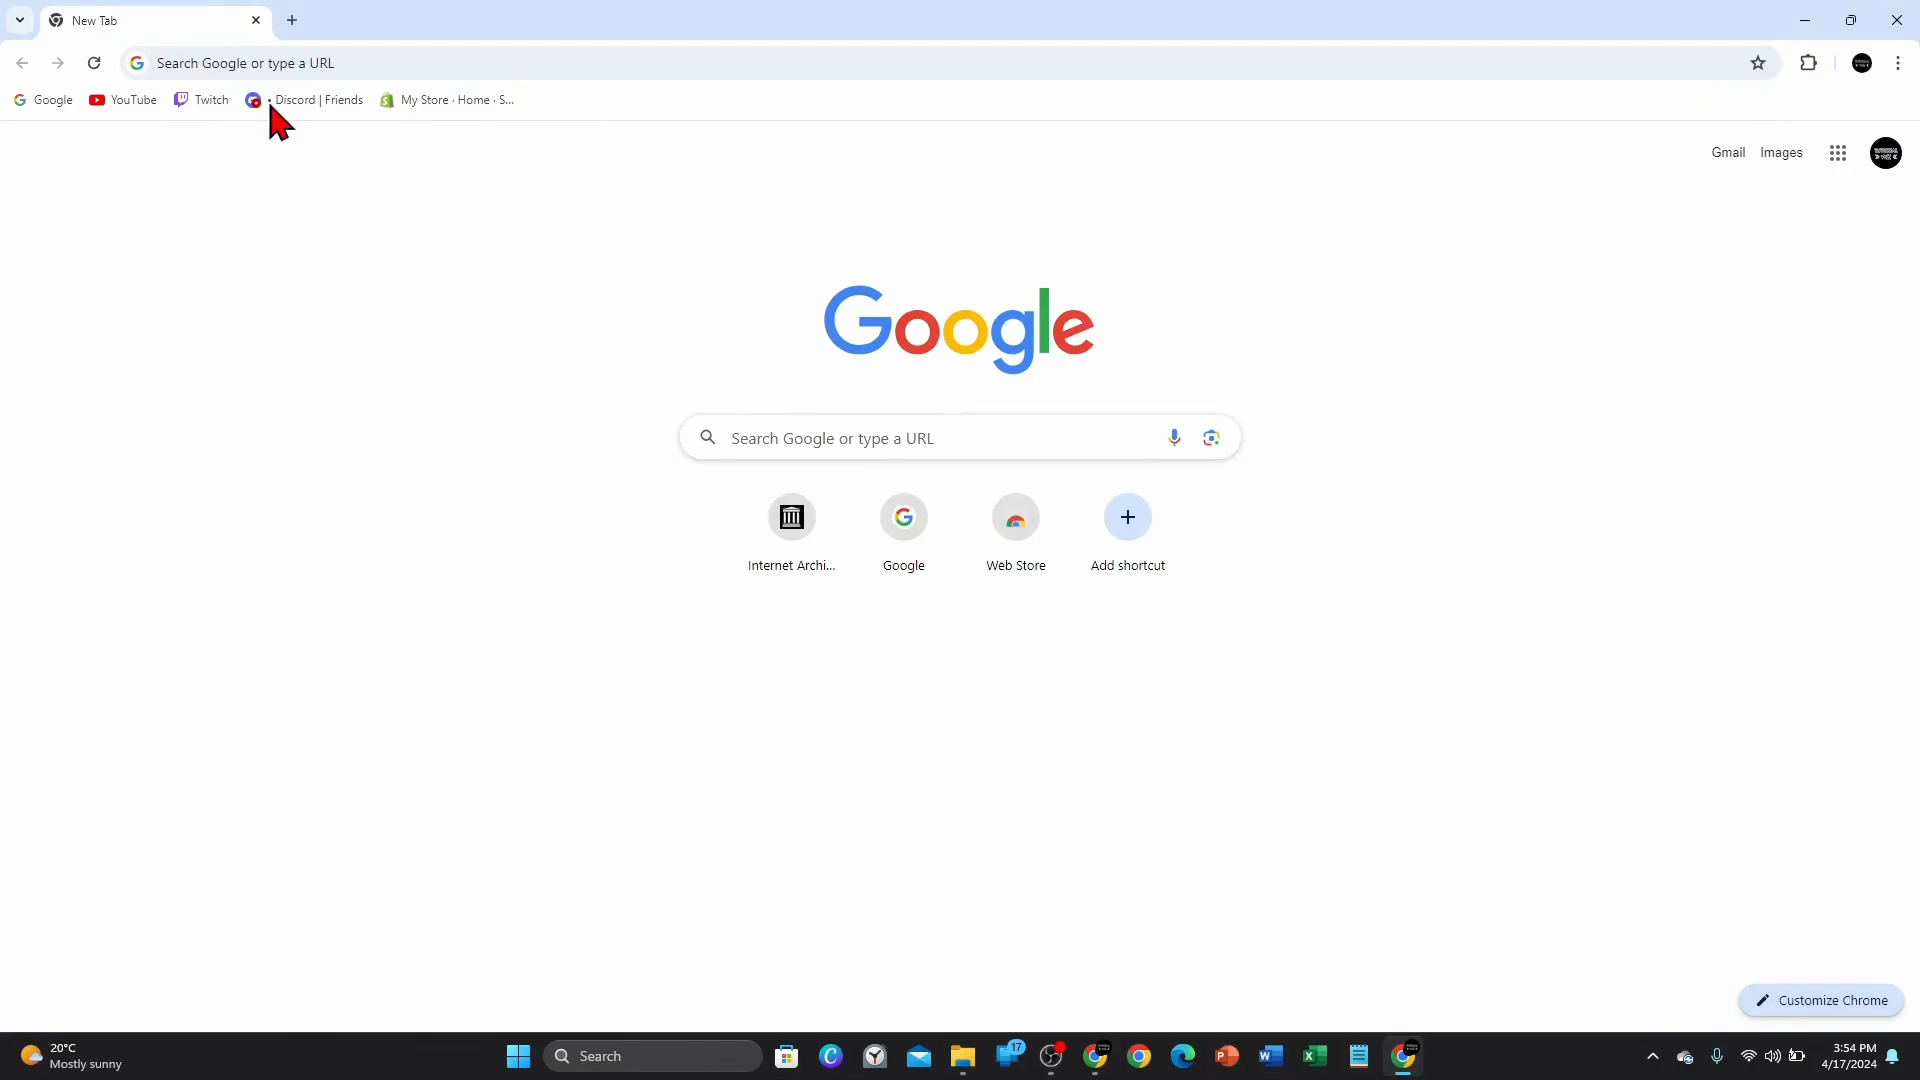 New Tab
Search Google or type a URL
Google
YouTube
Twitch
• Discord | Friends
My Store · Home · S...
Gmail
Images
Google
Search Google or type a URL
Internet Archi...
Google
Web Store
Add shortcut
Customize Chrome
20°C
Mostly sunny
Search
17
3:54 PM
4/17/2024